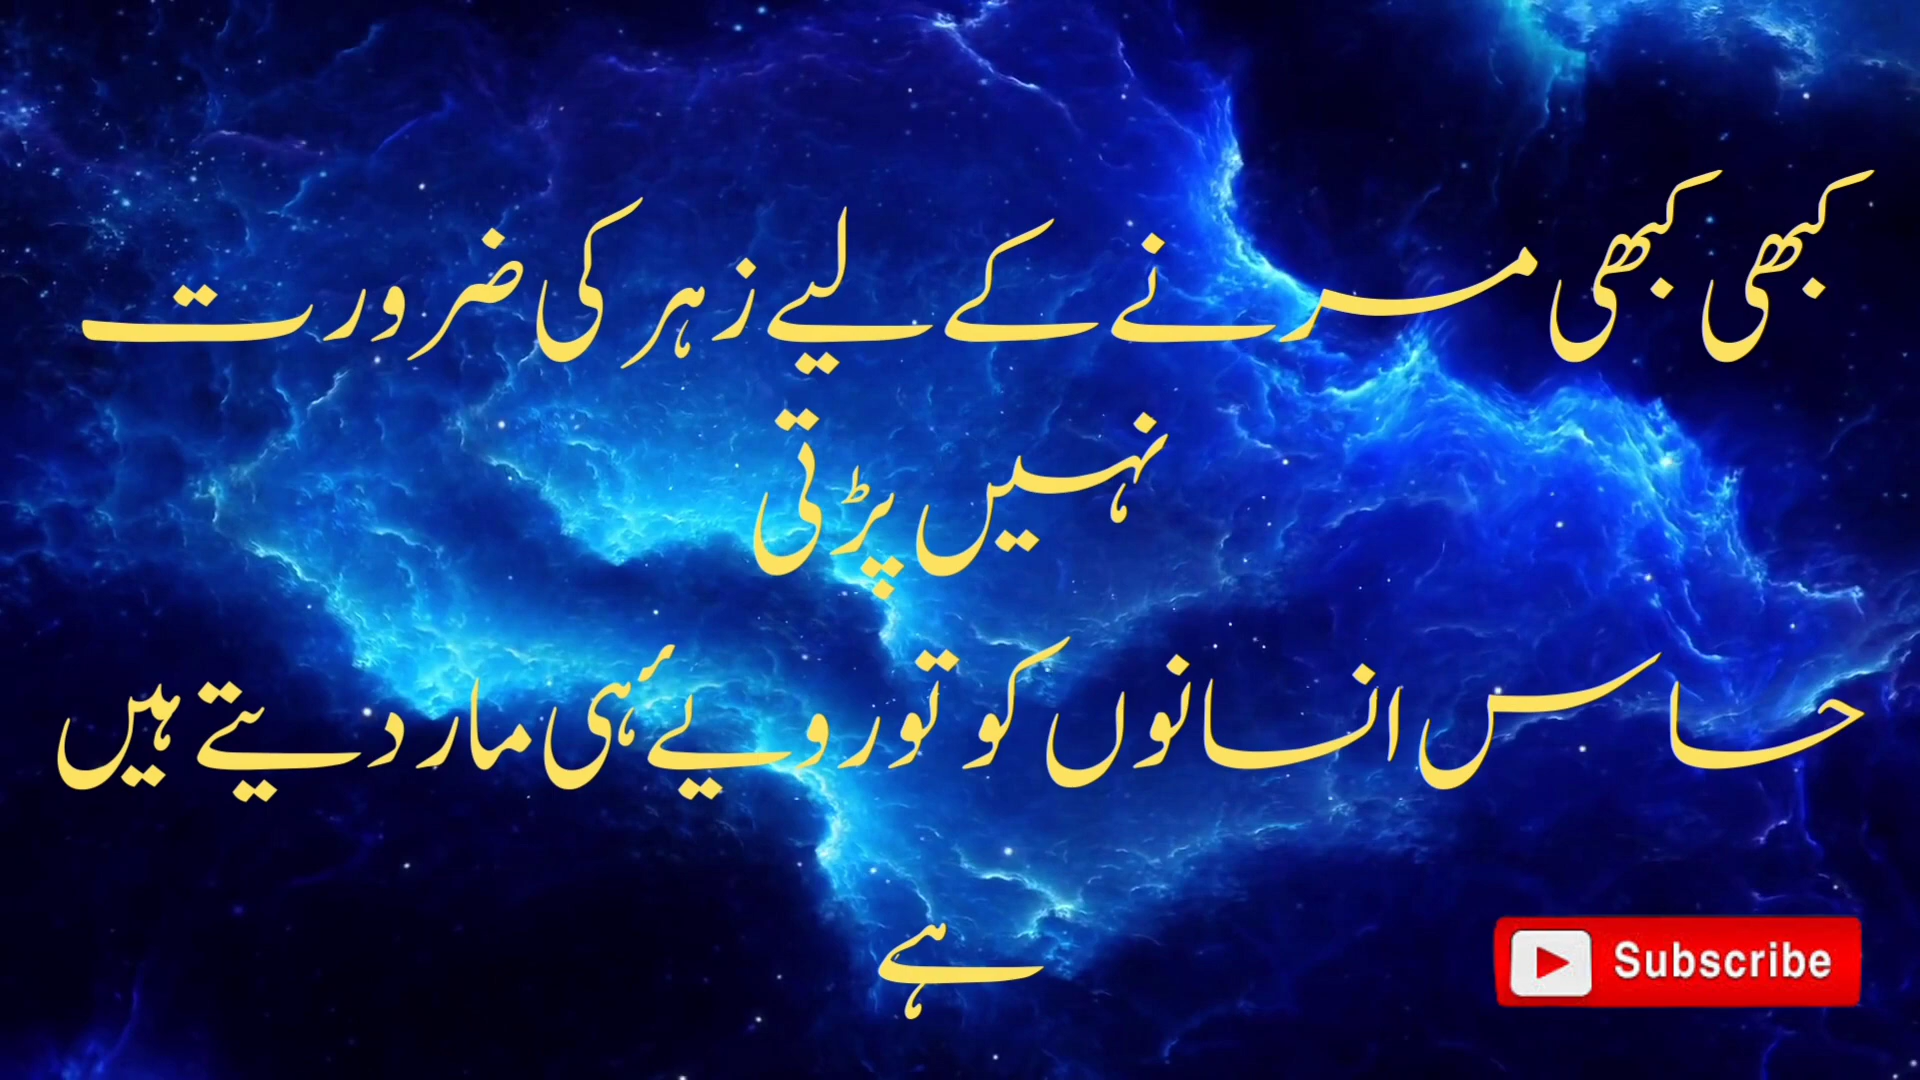 کبھی کبھی مرنے کے لیے زہر کی ضرورت
نہیں پڑتی
حساس انسانوں کو تو رویئے ہی مار دیتے ہیں
ہے
Subscribe